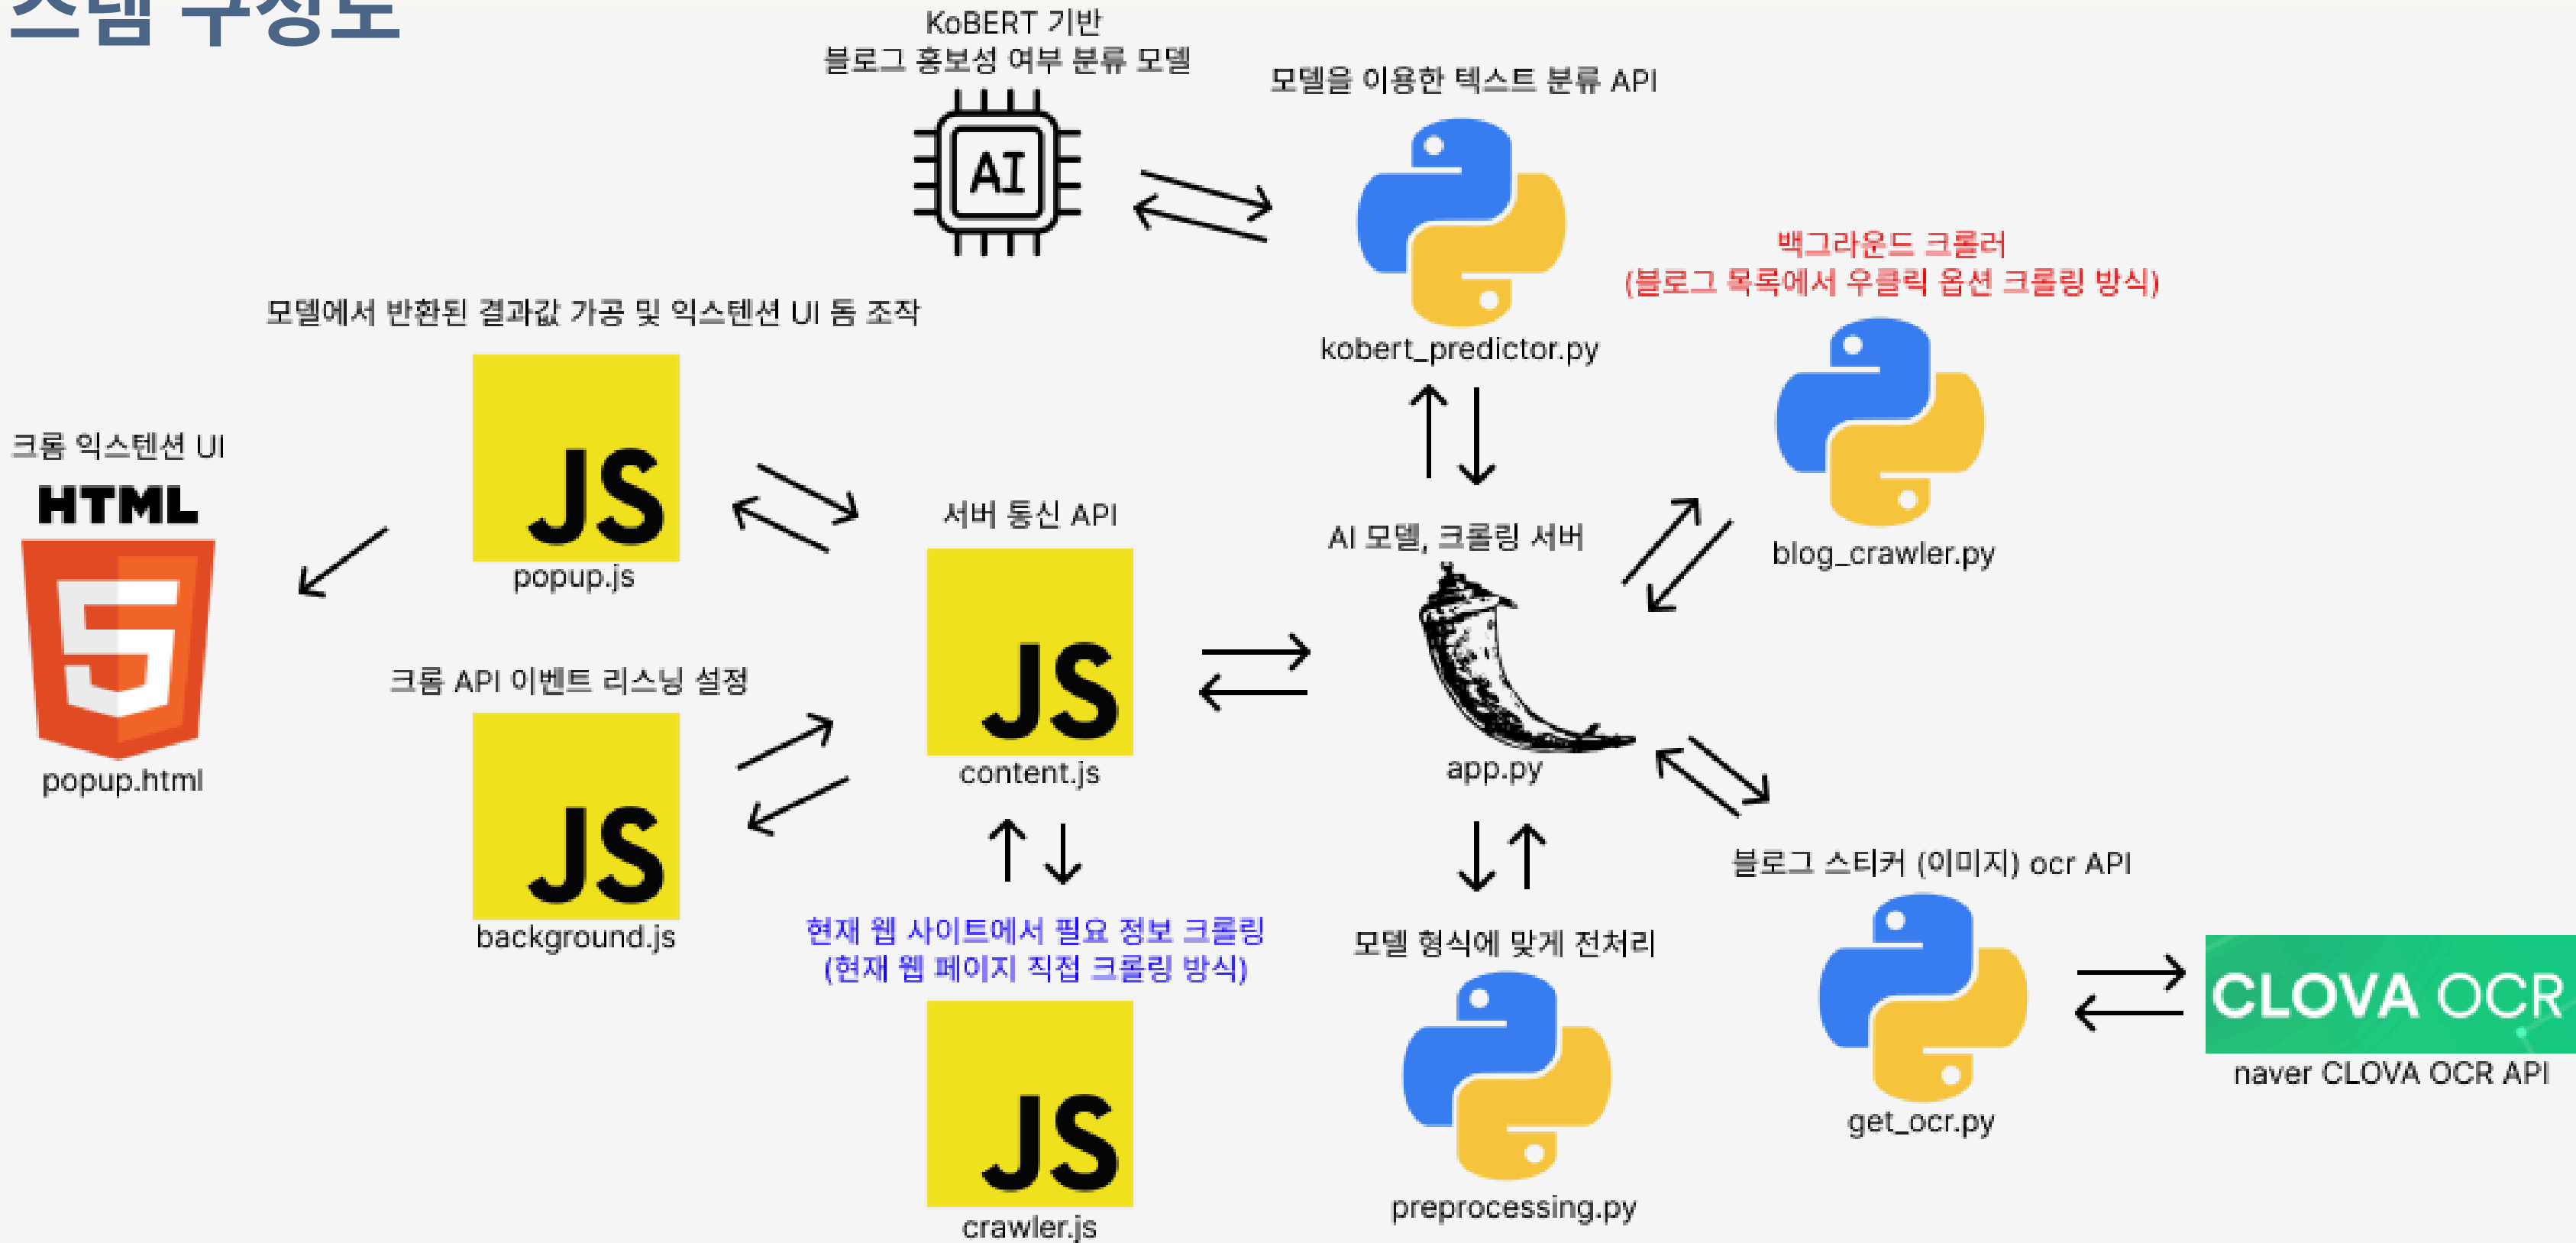 스템 구성도
KoBERT 기반
블로그 홍보성 여부 분류 모델
AI
모델을 이용한 텍스트 분류 API
kobert_predictor.py
백그라운드 크롤러
(블로그 목록에서 우클릭 옵션 크롤링 방식)
blog_crawler.py
모델에서 반환된 결과값 가공 및 익스텐션 UI 돔 조작
JS
popup.js
크롬 익스텐션 UI
HTML
5
popup.html
서버 통신 API
JS
content.js
AI 모델, 크롤링 서버
app.py
크롬 API 이벤트 리스닝 설정
JS
background.js
현재 웹 사이트에서 필요 정보 크롤링
(현재 웹 페이지 직접 크롤링 방식)
JS
crawler.js
모델 형식에 맞게 전처리
preprocessing.py
블로그 스티커 (이미지) ocr API
get_ocr.py
CLOVA OCR
naver CLOVA OCR API